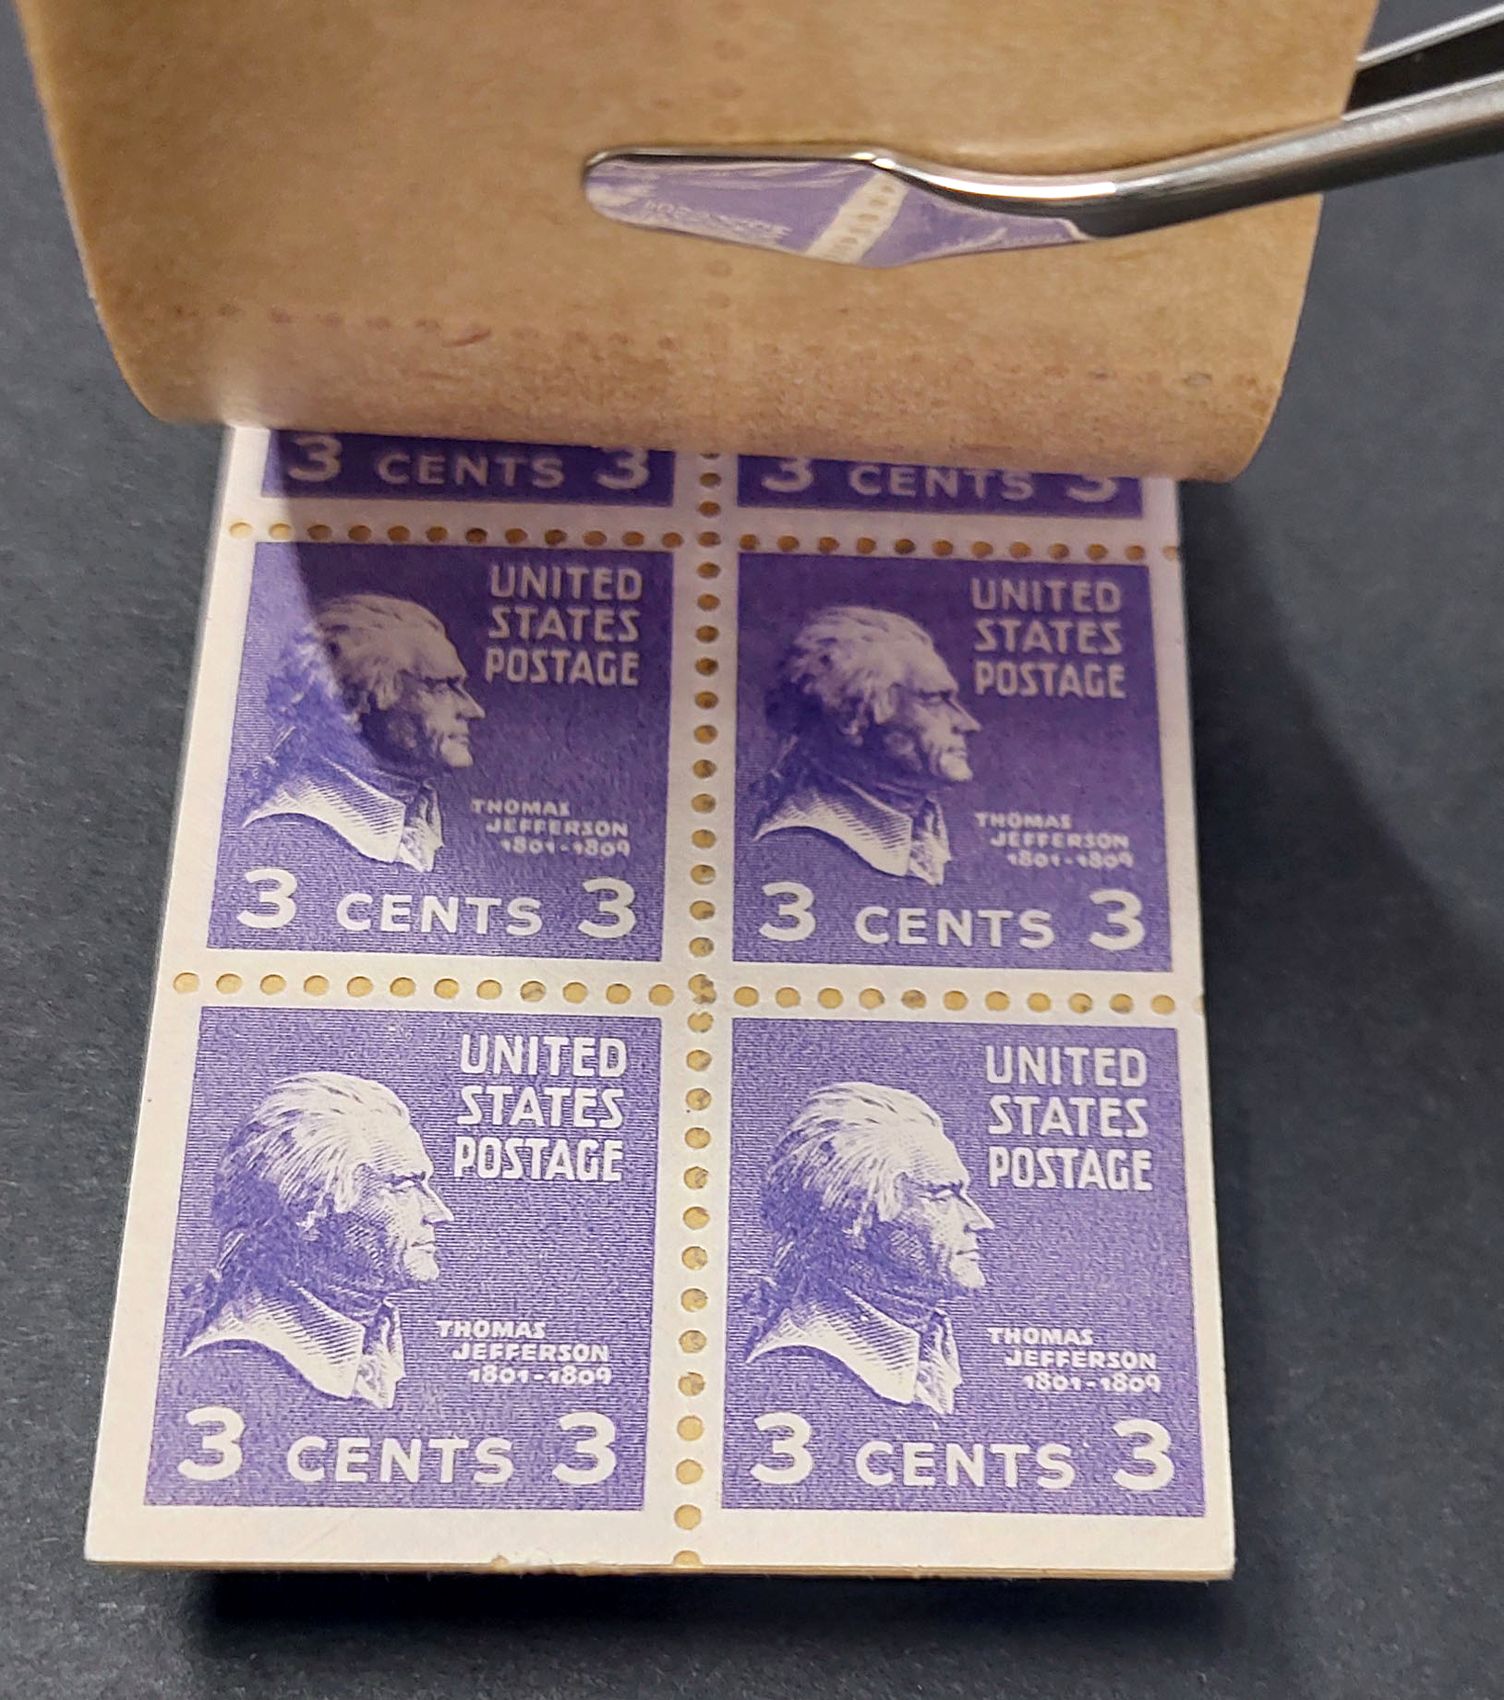 3 CENTS 3
3 CENTS 3
UNITED
STATES
POSTAGE
THOMAS
JEFFERSON
1801-1809
3 CENTS 3
UNITED
STATES
POSTAGE
THOMAS
JEFFERSON
1801-1809
3 CENTS 3
UNITED
STATES
POSTAGE
THOMAS
JEFFERSON
1801-1809
3 CENTS 3
UNITED
STATES
POSTAGE
THOMAS
JEFFERSON
1801-1809
3 CENTS 3